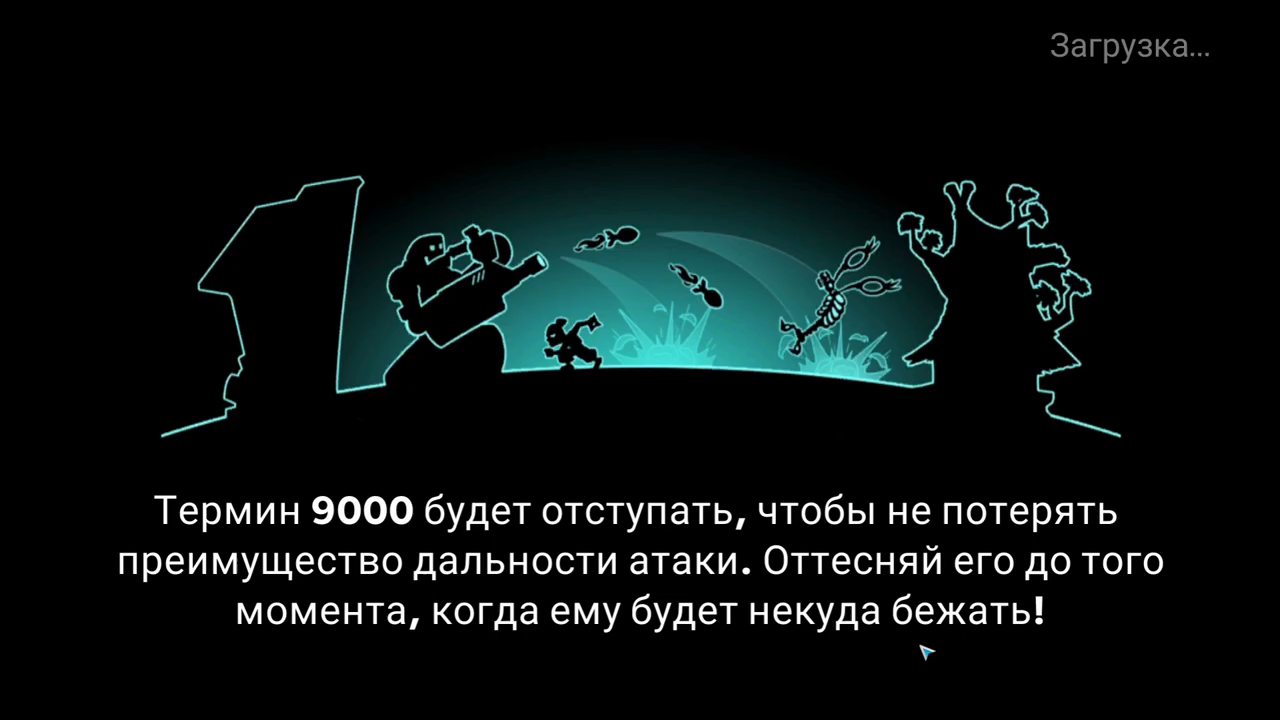 Загрузка...
Термин 9000 будет отступать, чтобы не потерять
преимущество дальности атаки. Оттесняй его до того
момента, когда ему будет некуда бежать!